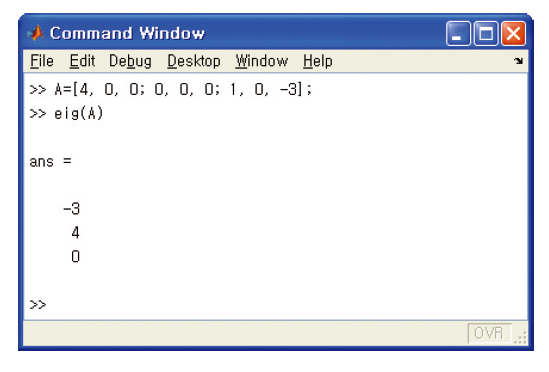 Command Window
File Edit Debug Desktop Window Help
>> A=[4, 0, 0; 0, 0, 0; 1, 0, -3];
>> eig(A)
ans =
-3
4
0
>>
OVR